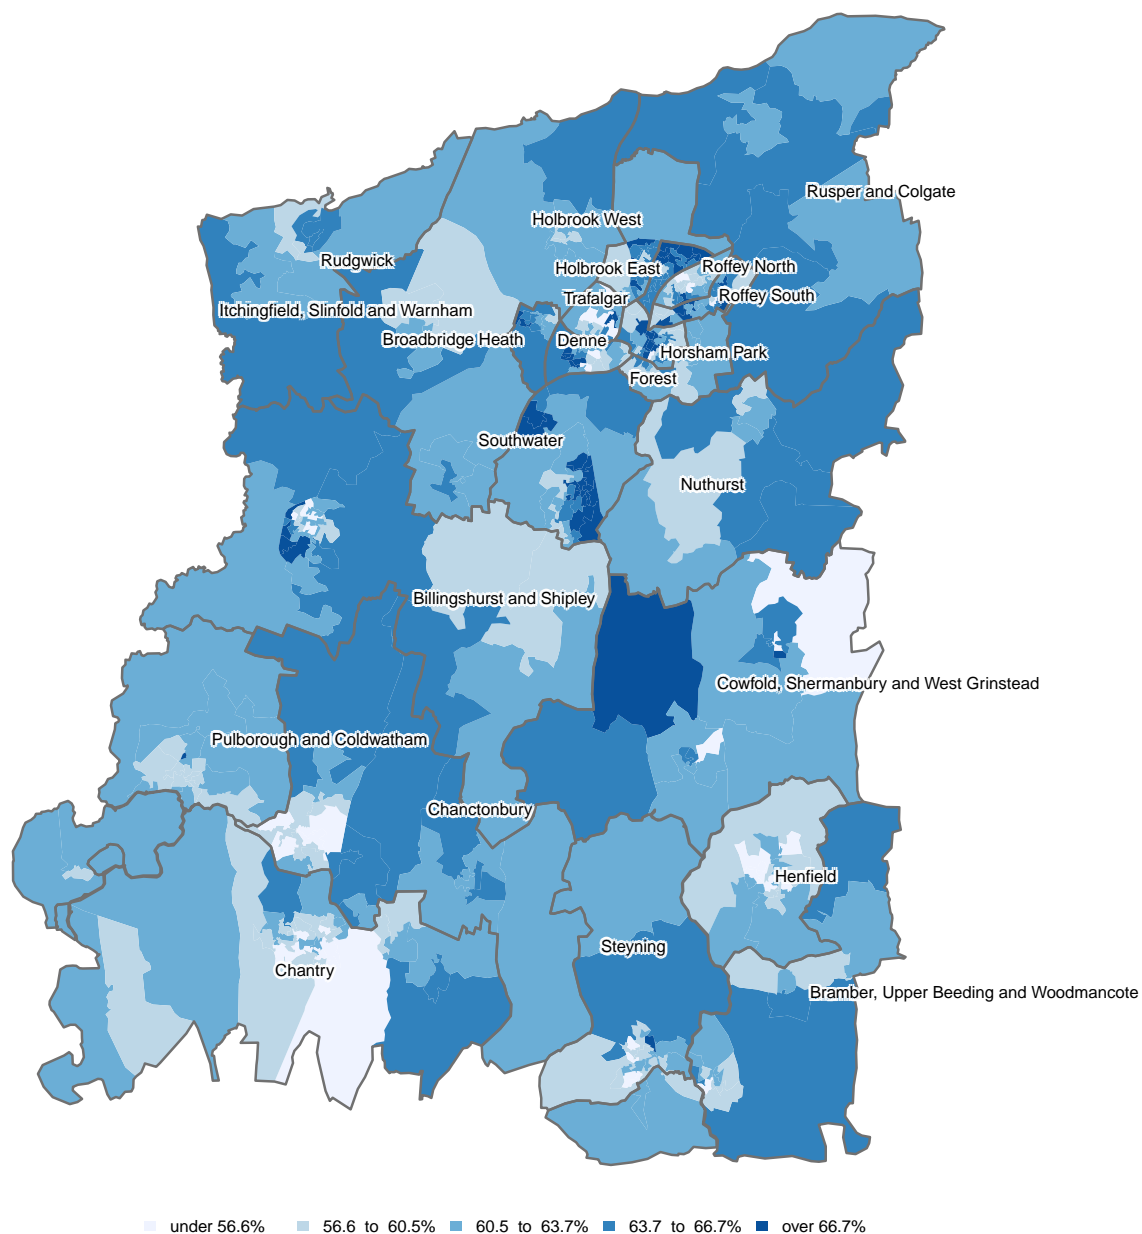 Rusper and Colgate
Holbrook West
Rudgwick
Holbrook East
Roffey North
Trafalgar
Roffey South
Itchingfield, Slinfold and Warnham
Broadbridge Heath
Denne
Horsham Park
Forest
Southwater
Nuthurst
Billingshurst and Shipley
Cowfold, Shermanbury and West Grinstead
Pulborough and Coldwatham
Chanctonbury
Henfield
Steyning
Chantry
Bramber, Upper Beeding and Woodmancote
under 56.6% 56.6 to 60.5% 60.5 to 63.7% 63.7 to 66.7% over 66.7%